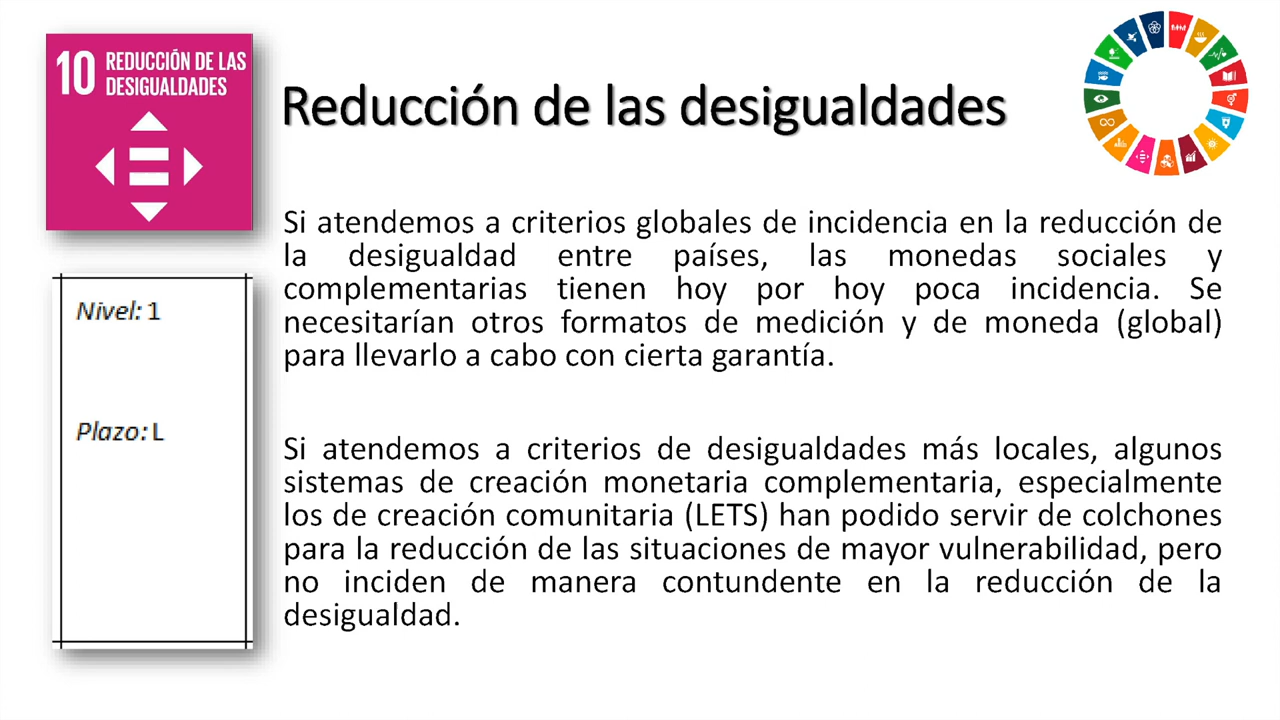 10 REDUCCIÓN DE LAS
DESIGUALDADES
Reducción de las desigualdades
Nivel: 1
Plazo: L
Si atendemos a criterios globales de incidencia en la reducción de
la desigualdad entre países, las monedas sociales y
complementarias tienen hoy por hoy poca incidencia. Se
necesitarían otros formatos de medición y de moneda (global)
para llevarlo a cabo con cierta garantía.
Si atendemos a criterios de desigualdades más locales, algunos
sistemas de creación monetaria complementaria, especialmente
los de creación comunitaria (LETS) han podido servir de colchones
para la reducción de las situaciones de mayor vulnerabilidad, pero
no inciden de manera contundente en la reducción de la
desigualdad.